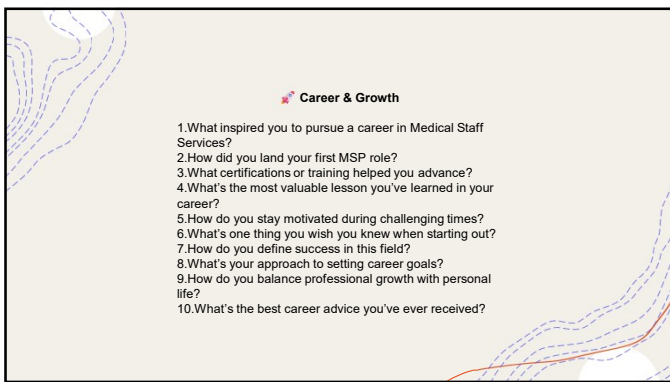 🚀 Career & Growth
1.What inspired you to pursue a career in Medical Staff
Services?
2.How did you land your first MSP role?
3.What certifications or training helped you advance?
4.What’s the most valuable lesson you’ve learned in your
career?
5.How do you stay motivated during challenging times?
6.What’s one thing you wish you knew when starting out?
7.How do you define success in this field?
8.What’s your approach to setting career goals?
9.How do you balance professional growth with personal
life?
10.What’s the best career advice you’ve ever received?